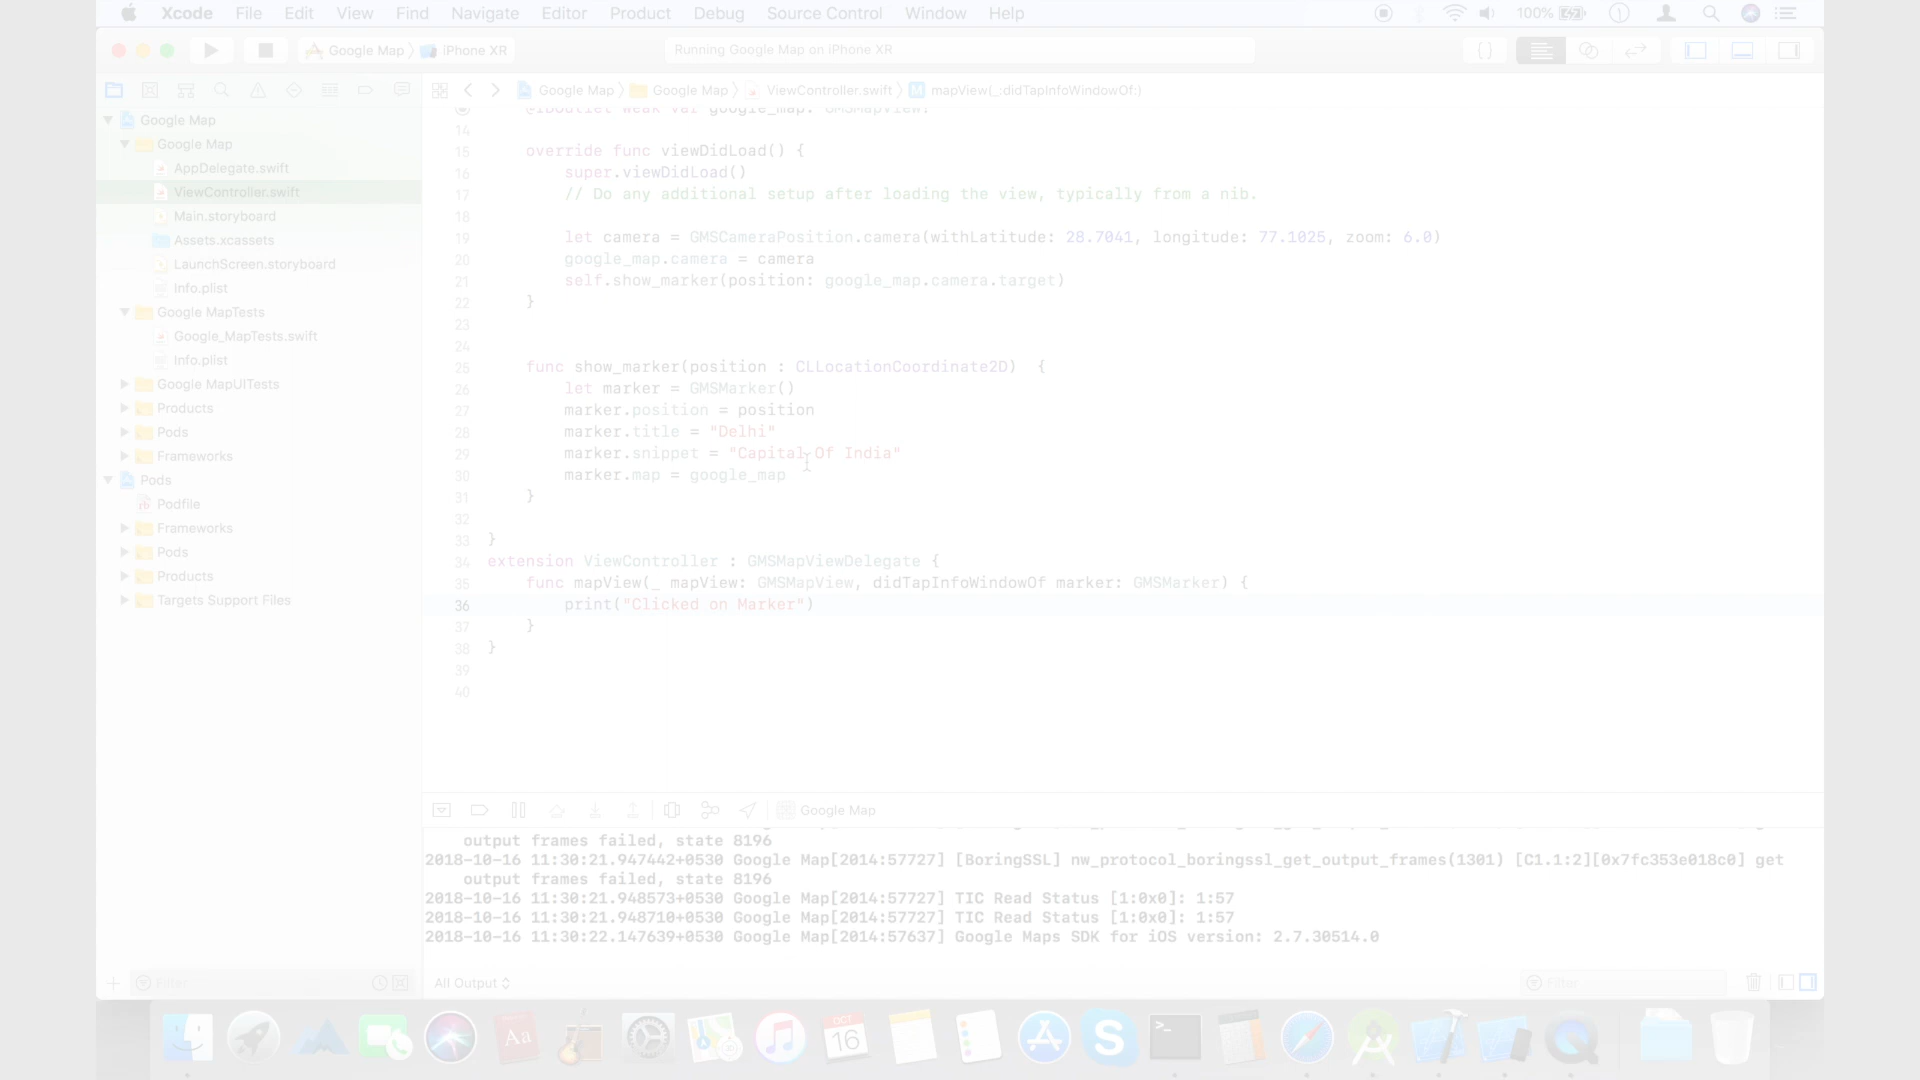 Xcode File Edit View Find Navigate Editor Product Debug Source Control Window Help 100%
Google Map iPhone XR
Running Google Map on iPhone XR
Google Map Google Map ViewController.swift M mapView(_:didTapInfoWindowOf:)
Google Map
Google Map
AppDelegate.swift
ViewController.swift
Main.storyboard
Assets.xcassets
LaunchScreen.storyboard
Info.plist
Google MapTests
Google_MapTests.swift
Info.plist
Google MapUITests
Products
Pods
Frameworks
Pods
Podfile
Frameworks
Pods
Products
Targets Support Files
Filter
@IBOutlet weak var google_map: GMSMapView!
14
15 override func viewDidLoad() {
16 super.viewDidLoad()
17 // Do any additional setup after loading the view, typically from a nib.
18
19 let camera = GMSCameraPosition.camera(withLatitude: 28.7041, longitude: 77.1025, zoom: 6.0)
20 google_map.camera = camera
21 self.show_marker(position: google_map.camera.target)
22 }
23
24
25 func show_marker(position : CLLocationCoordinate2D) {
26 let marker = GMSMarker()
27 marker.position = position
28 marker.title = "Delhi"
29 marker.snippet = "Capital Of India"
30 marker.map = google_map
31 }
32
33 }
34 extension ViewController : GMSMapViewDelegate {
35 func mapView(_ mapView: GMSMapView, didTapInfoWindowOf marker: GMSMarker) {
36 print("Clicked on Marker")
37 }
38 }
39
40
Google Map
output frames failed, state 8196
2018-10-16 11:30:21.947442+0530 Google Map[2014:57727] [BoringSSL] nw_protocol_boringssl_get_output_frames(1301) [C1.1:2][0x7fc353e018c0] get
output frames failed, state 8196
2018-10-16 11:30:21.948573+0530 Google Map[2014:57727] TIC Read Status [1:0x0]: 1:57
2018-10-16 11:30:21.948710+0530 Google Map[2014:57727] TIC Read Status [1:0x0]: 1:57
2018-10-16 11:30:22.147639+0530 Google Map[2014:57637] Google Maps SDK for iOS version: 2.7.30514.0
All Output
Filter
Aa
OCT
16